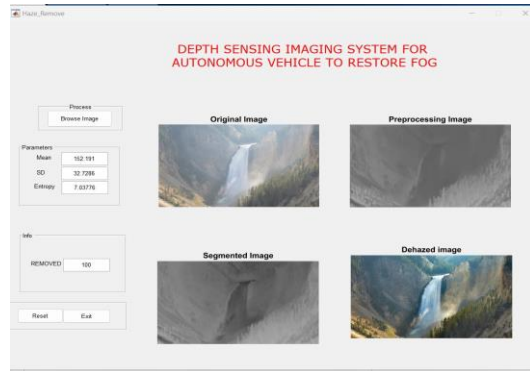 Haze_Remove
DEPTH SENSING IMAGING SYSTEM FOR
AUTONOMOUS VEHICLE TO RESTORE FOG
Process
Browse Image
Parameters
Mean 152.191
SD 32.7286
Entropy 7.03776
Original Image
Preprocessing Image
Info
REMOVED 100
Segmented Image
Dehazed image
Reset
Exit